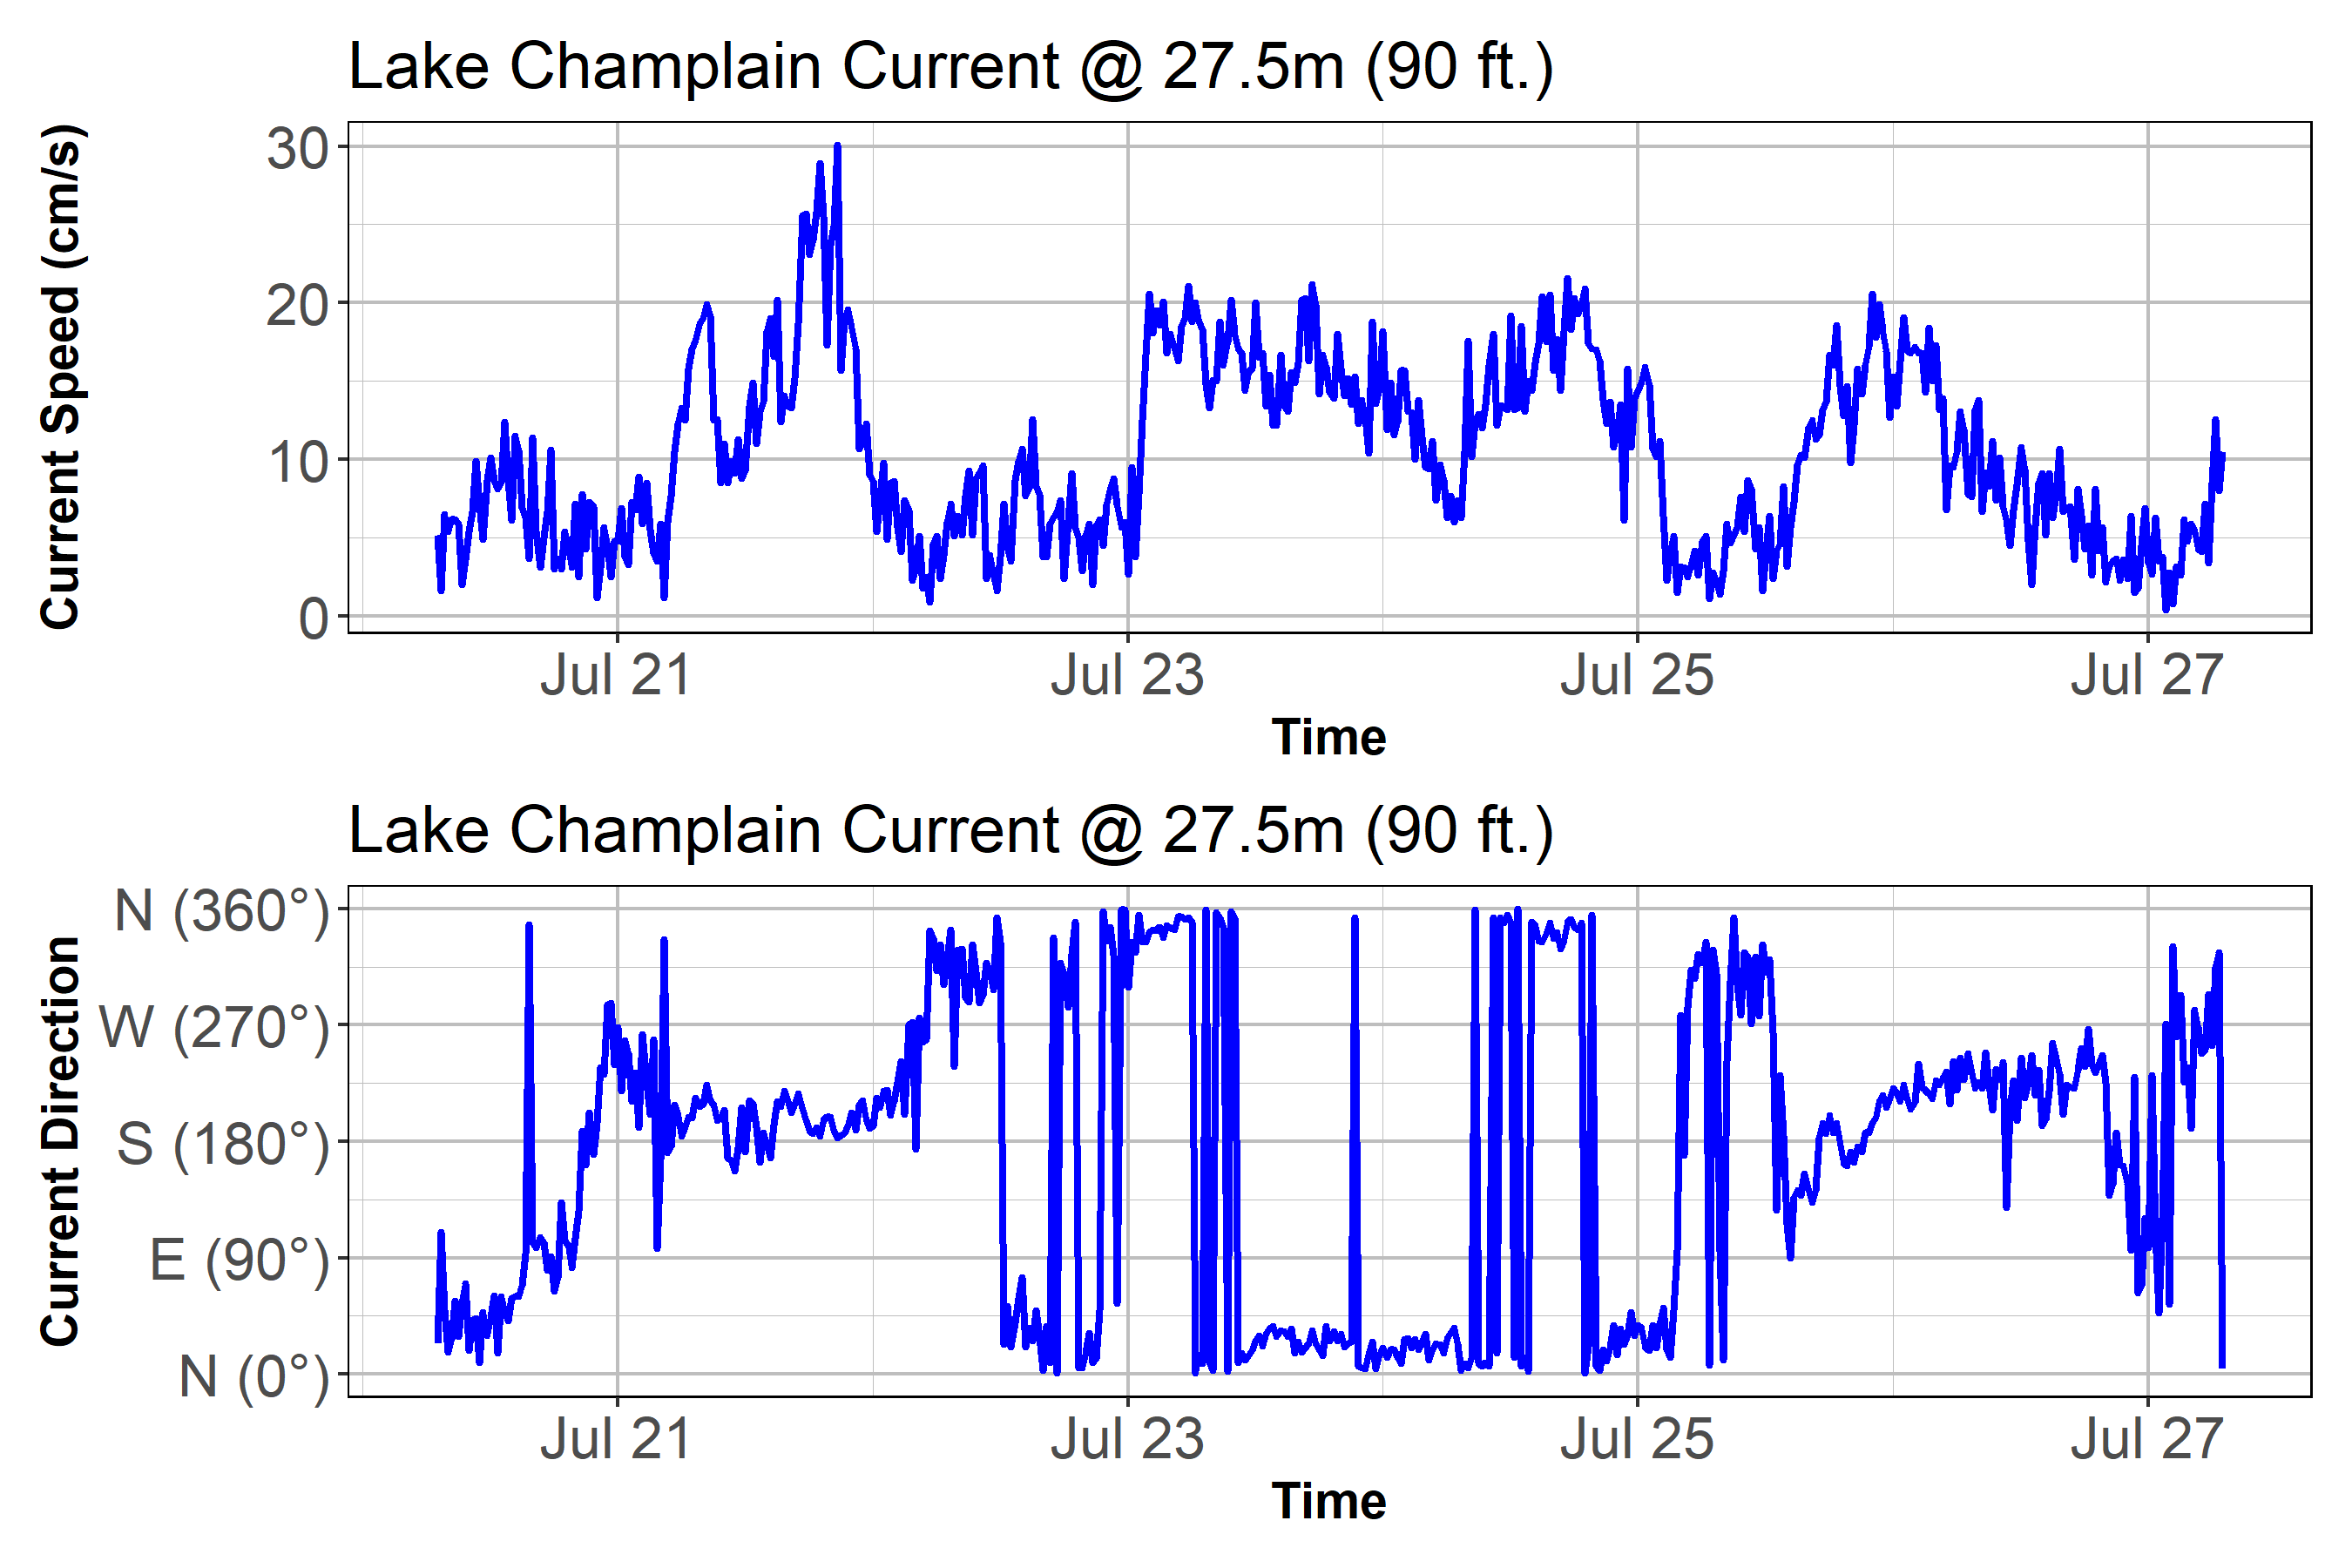 Lake Champlain Current @ 27.5m (90 ft.)
Current Speed (cm/s)
30
20
10
0
Jul 21 Jul 23 Jul 25 Jul 27
Time
Lake Champlain Current @ 27.5m (90 ft.)
Current Direction
N (360°)
W (270°)
S (180°)
E (90°)
N (0°)
Jul 21 Jul 23 Jul 25 Jul 27
Time